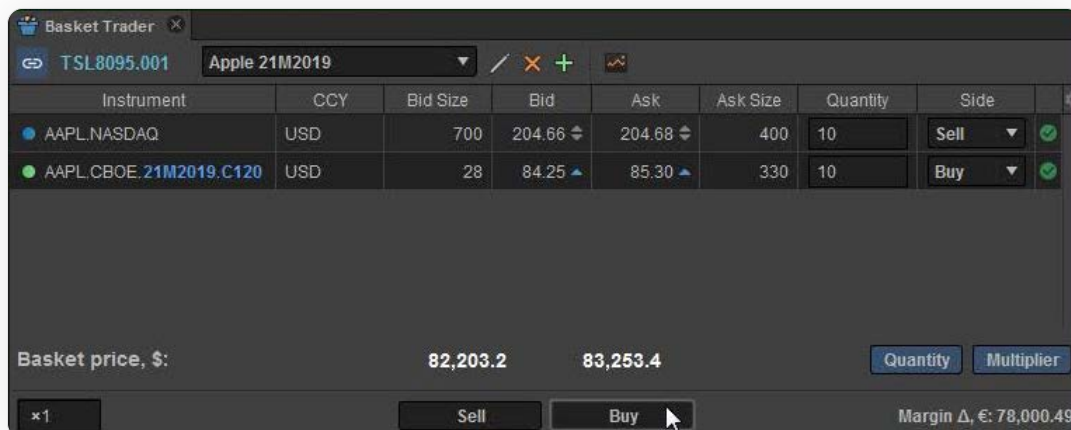 Basket Trader
TSL8095.001 Apple 21M2019
Instrument CCY Bid Size Bid Ask Ask Size Quantity Side
AAPL.NASDAQ USD 700 204.66 204.68 400 10 Sell
AAPL.CBOE.21M2019.C120 USD 28 84.25 85.30 330 10 Buy
Basket price, $: 82,203.2 83,253.4 Quantity Multiplier
×1 Sell Buy Margin Δ, €: 78,000.49